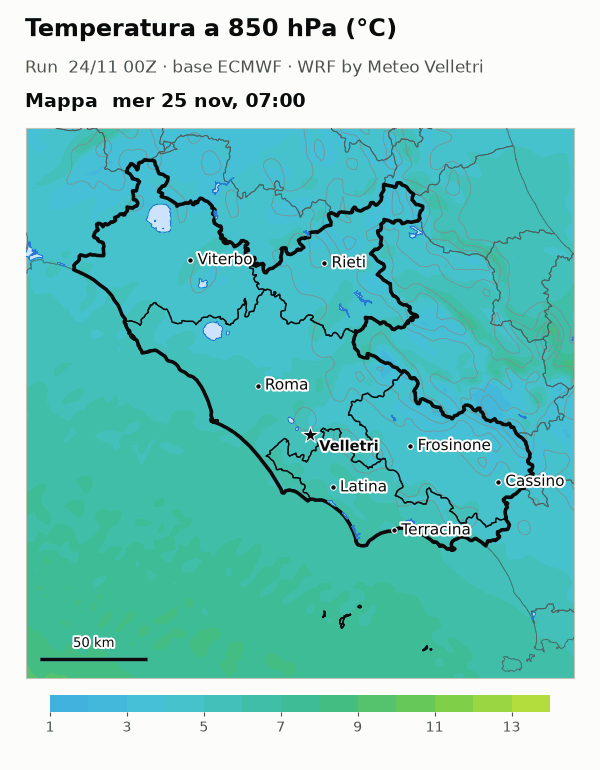 Temperatura a 850 hPa (°C)
Run  24/11 00Z · base ECMWF · WRF by Meteo Velletri
Mappa  mer 25 nov, 07:00
Viterbo
Rieti
Roma
Velletri
Frosinone
Latina
Cassino
Terracina
50 km
1 3 5 7 9 11 13